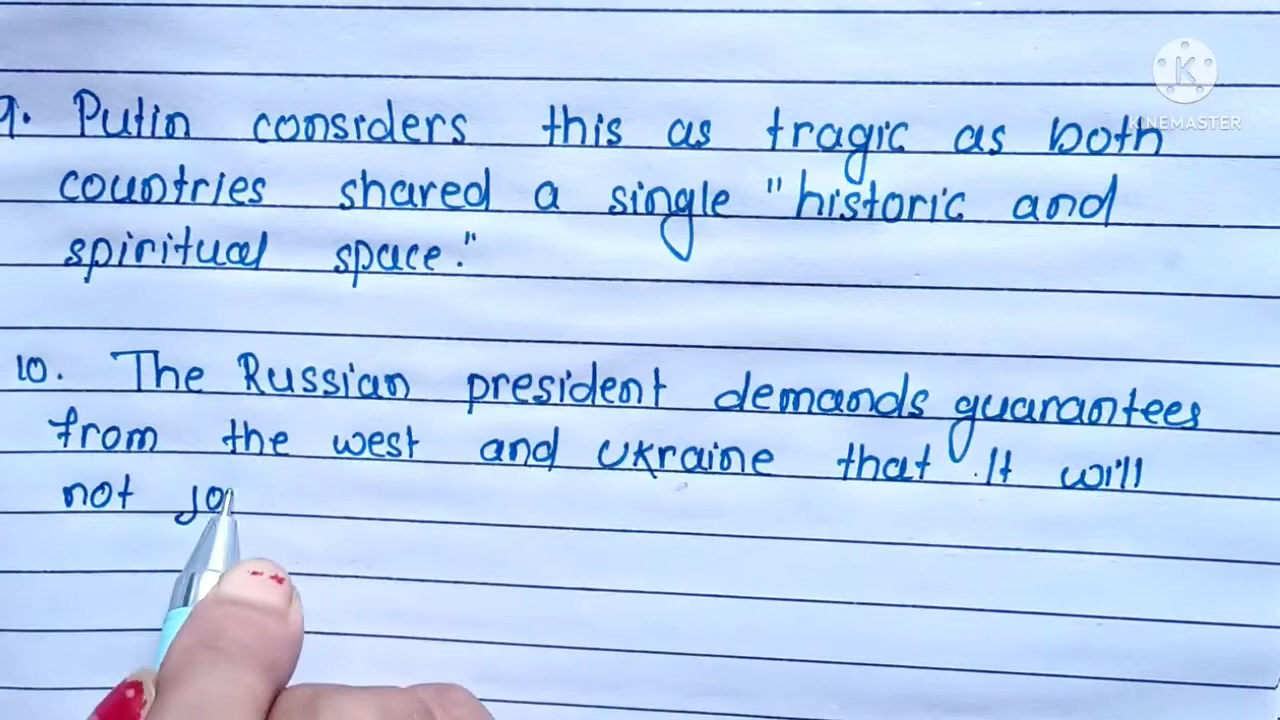 9. Putin considers this as tragic as both
countries shared a single "historic and
spiritual space."
10. The Russian president demands guarantees
from the west and Ukraine that it will
not jo
K
KINEMASTER